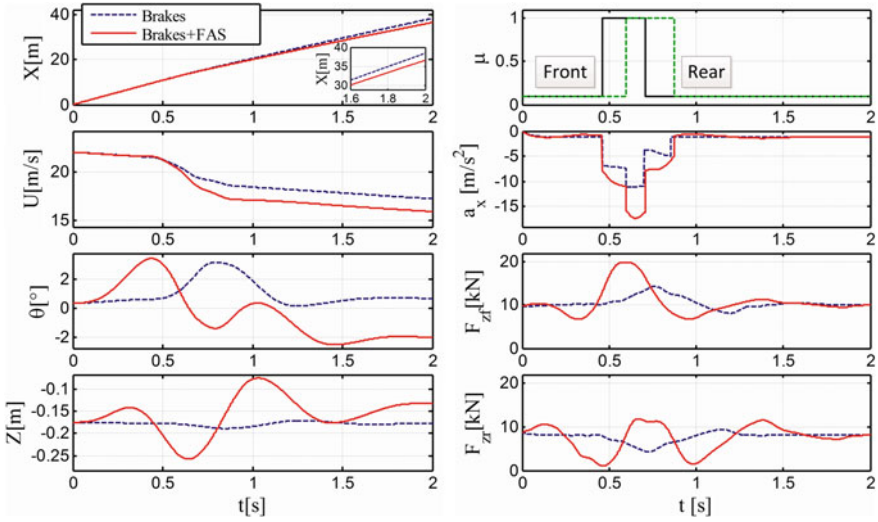 Brakes
Brakes+FAS
X[m]
40
20
0
0 0.5 1 1.5 2
X[m]
40
35
30
1.6 1.8 2
U[m/s]
20
15
0 0.5 1 1.5 2
θ[°]
2
0
-2
0 0.5 1 1.5 2
Z[m]
-0.1
-0.15
-0.2
-0.25
0 0.5 1 1.5 2
t[s]
μ
1
0.5
0
Front
Rear
0 0.5 1 1.5 2
a_x [m/s²]
0
-5
-10
-15
0 0.5 1 1.5 2
F_zf[kN]
20
10
0
0 0.5 1 1.5 2
F_zr[kN]
20
10
0
0 0.5 1 1.5 2
t [s]